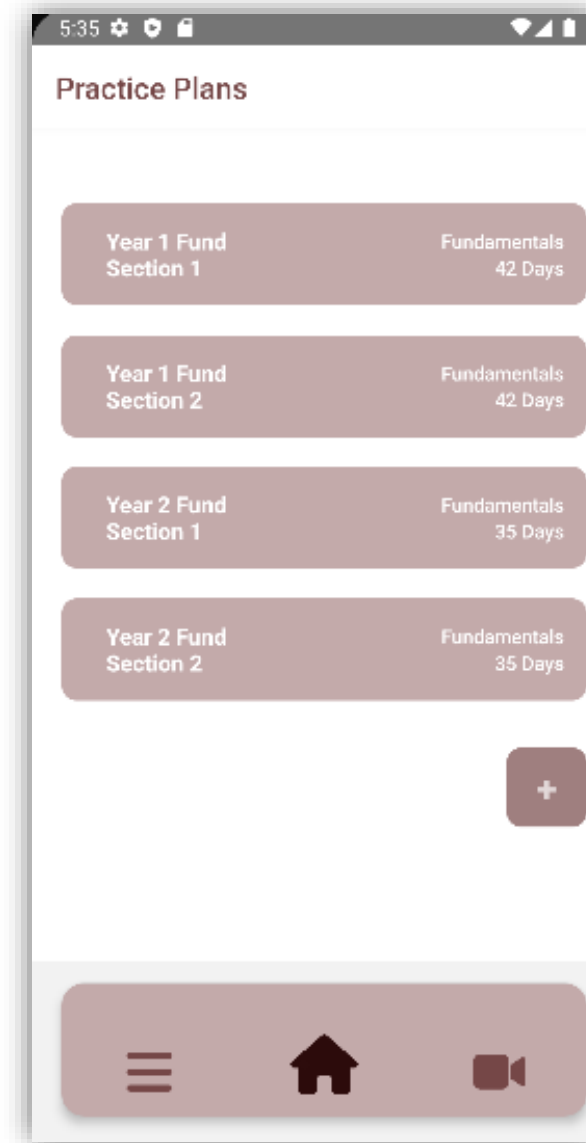 5:35
Practice Plans
Year 1 Fund Fundamentals
Section 1 42 Days
Year 1 Fund Fundamentals
Section 2 42 Days
Year 2 Fund Fundamentals
Section 1 35 Days
Year 2 Fund Fundamentals
Section 2 35 Days
+